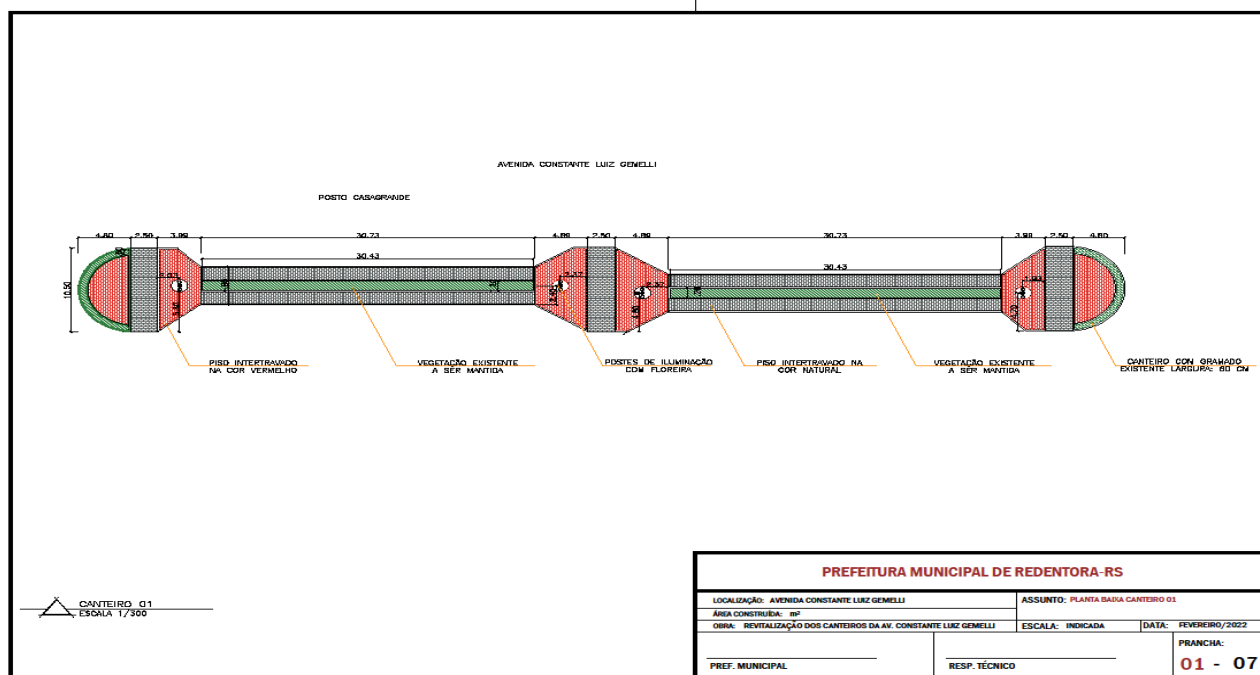 AVENIDA CONSTANTE LUIZ GEMELLI
POSTO CASAGRANDE
4.80 2.50 3.99 30.73 4.89 2.50 4.89 30.73 3.98 2.50 4.80
30.43
30.43
10.50
PISO INTERTRAVADO
NA COR VERMELHO
VEGETAÇÃO EXISTENTE
A SER MANTIDA
POSTES DE ILUMINAÇÃO
COM FLOREIRA
PISO INTERTRAVADO NA
COR NATURAL
VEGETAÇÃO EXISTENTE
A SER MANTIDA
CANTEIRO COM GRAMADO
EXISTENTE LARGURA: 60 CM
CANTEIRO 01
ESCALA 1/300
PREFEITURA MUNICIPAL DE REDENTORA-RS
LOCALIZAÇÃO: AVENIDA CONSTANTE LUIZ GEMELLI
ASSUNTO: PLANTA BAIXA CANTEIRO 01
ÁREA CONSTRUÍDA: m²
OBRA: REVITALIZAÇÃO DOS CANTEIROS DA AV. CONSTANTE LUIZ GEMELLI
ESCALA: INDICADA
DATA: FEVEREIRO/2022
PREF. MUNICIPAL
RESP. TÉCNICO
PRANCHA:
01 - 07